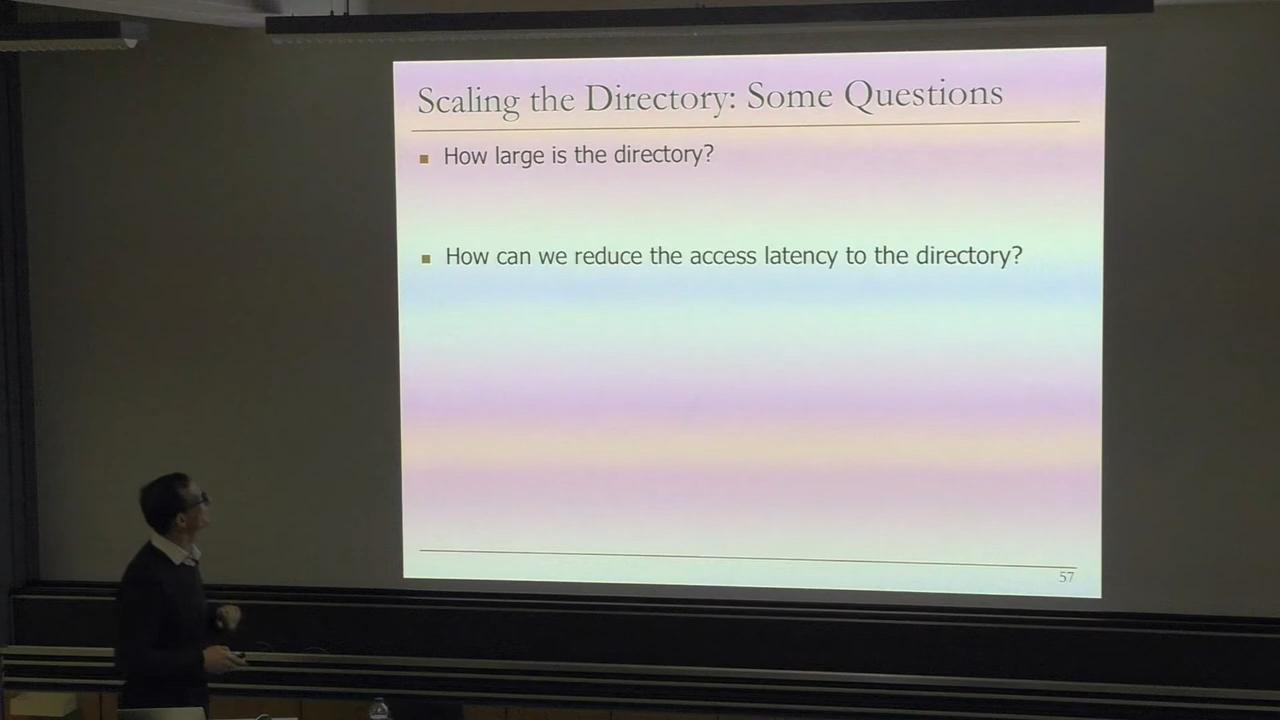 Scaling the Directory: Some Questions
How large is the directory?
How can we reduce the access latency to the directory?
57